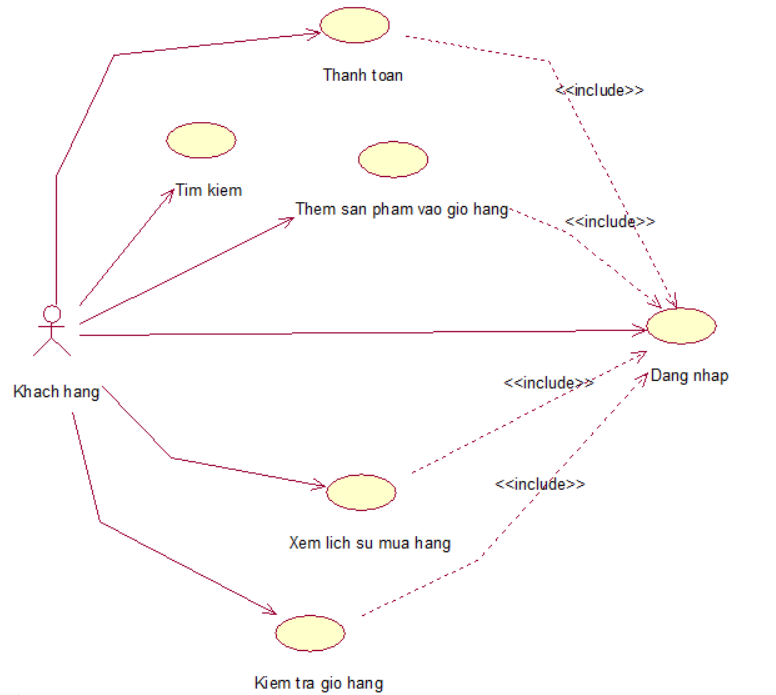 Thanh toan
<<include>>
Tim kiem
Them san pham vao gio hang
<<include>>
Khach hang
Dang nhap
<<include>>
<<include>>
Xem lich su mua hang
Kiem tra gio hang